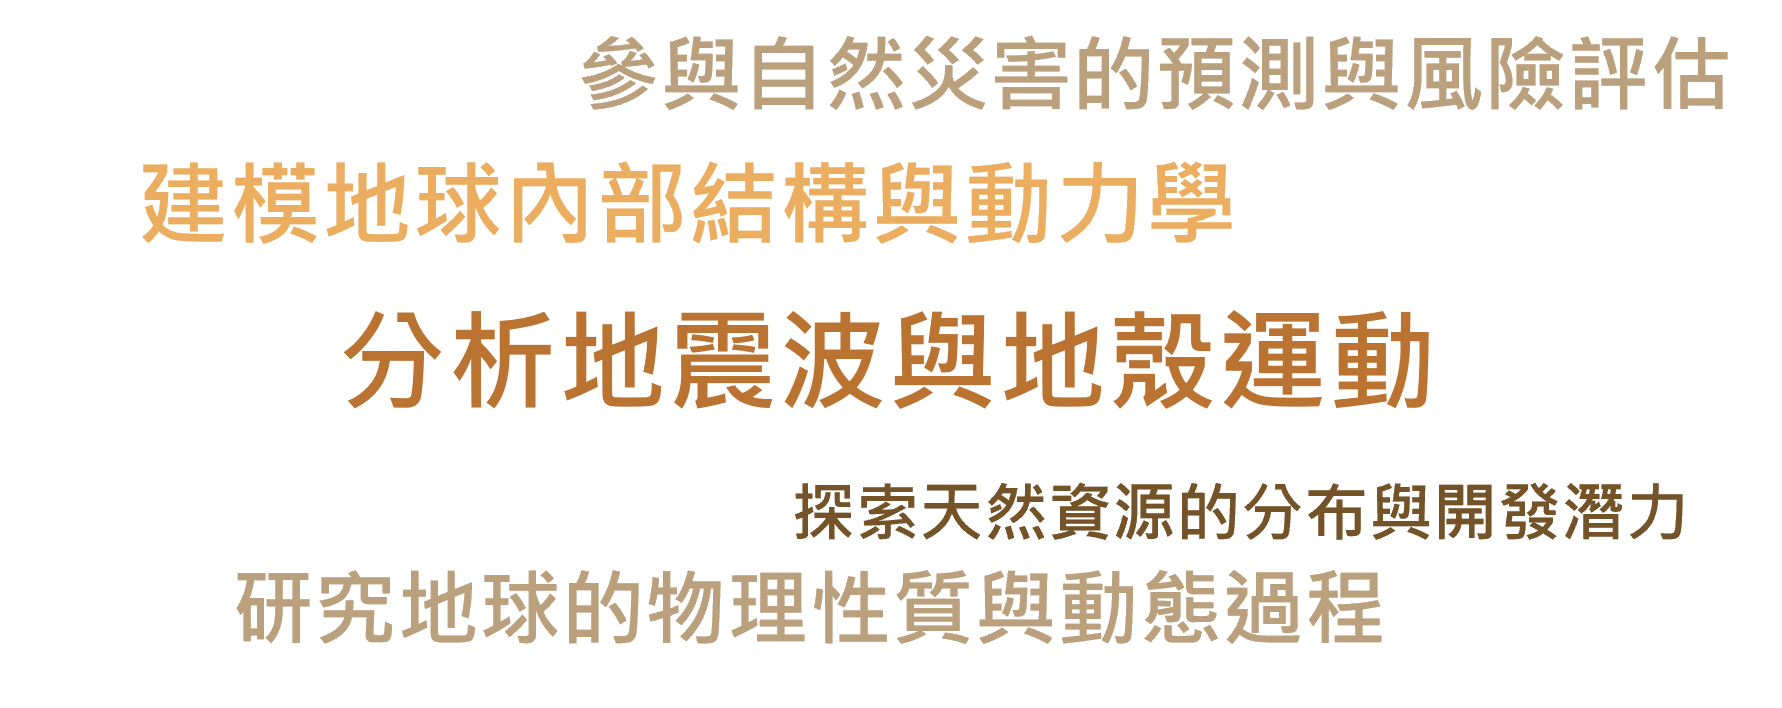 參與自然災害的預測與風險評估
建模地球內部結構與動力學
分析地震波與地殼運動
探索天然資源的分布與開發潛力
研究地球的物理性質與動態過程